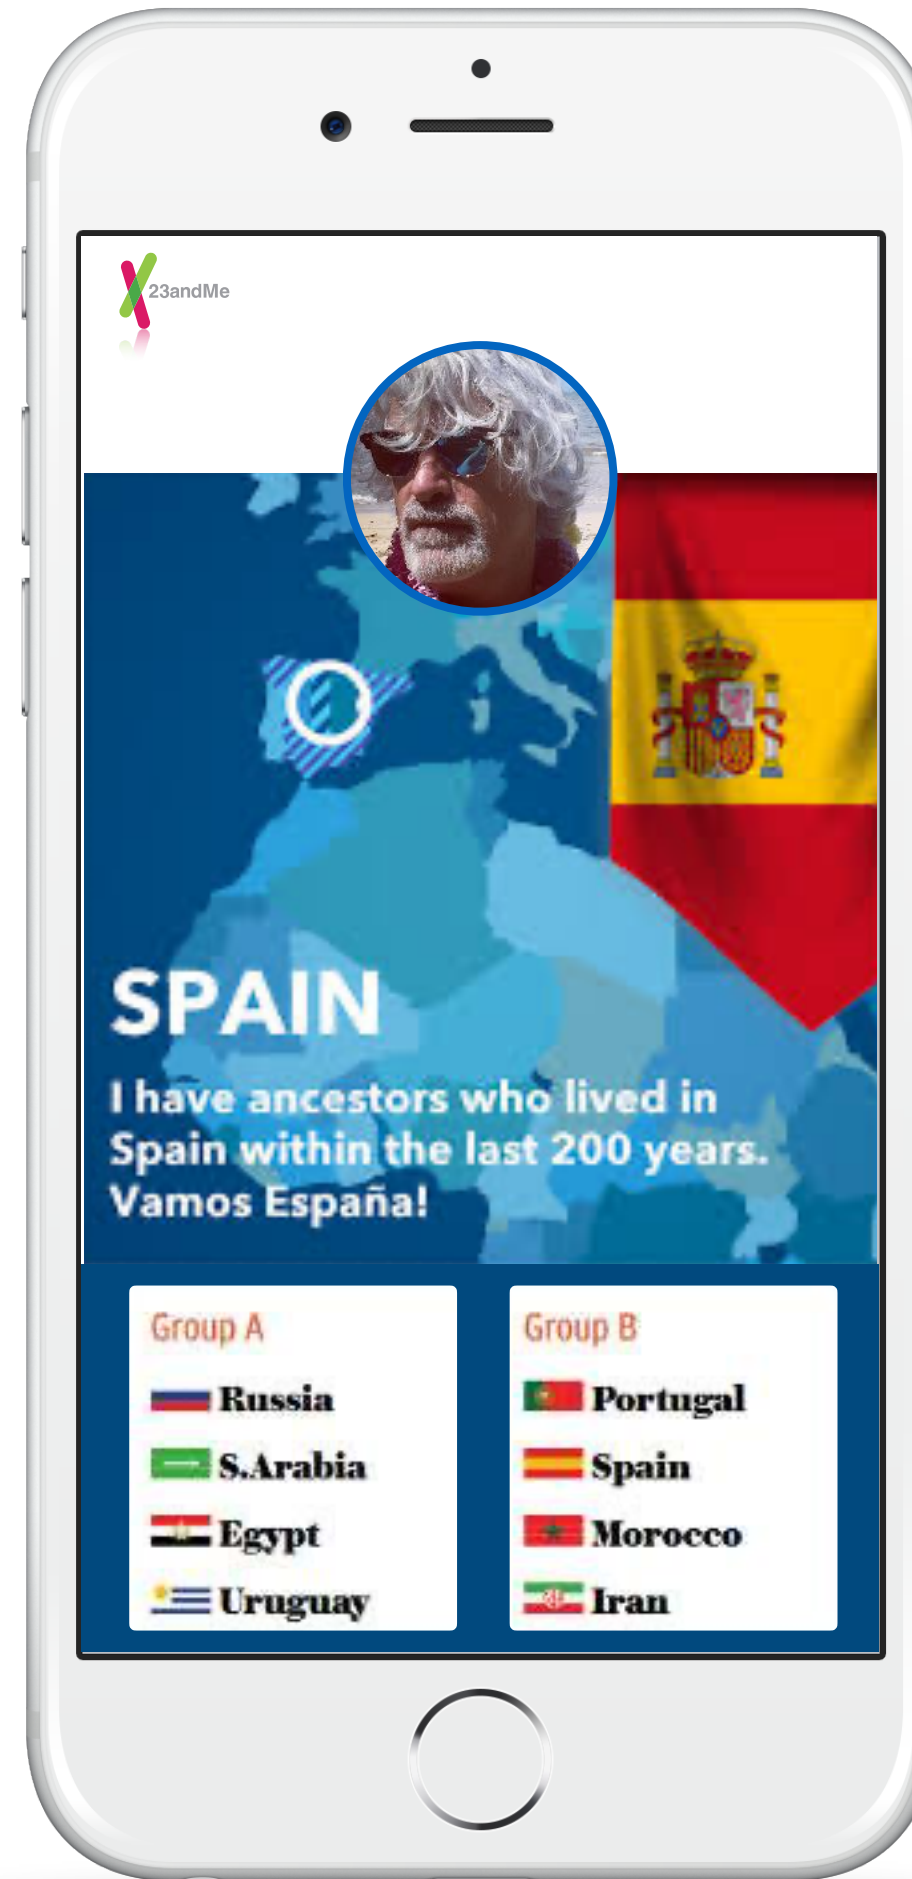 23andMe
SPAIN
I have ancestors who lived in
Spain within the last 200 years.
Vamos España!
Group A
Russia
S.Arabia
Egypt
Uruguay
Group B
Portugal
Spain
Morocco
Iran